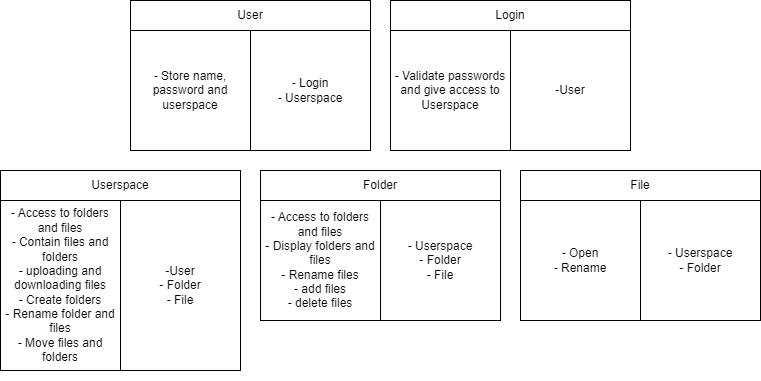 User
- Store name,
password and
userspace
- Login
- Userspace
Login
- Validate passwords
and give access to
Userspace
-User
Userspace
- Access to folders
and files
- Contain files and
folders
- uploading and
downloading files
- Create folders
- Rename folder and
files
- Move files and
folders
-User
- Folder
- File
Folder
- Access to folders
and files
- Display folders and
files
- Rename files
- add files
- delete files
- Userspace
- Folder
- File
File
- Open
- Rename
- Userspace
- Folder